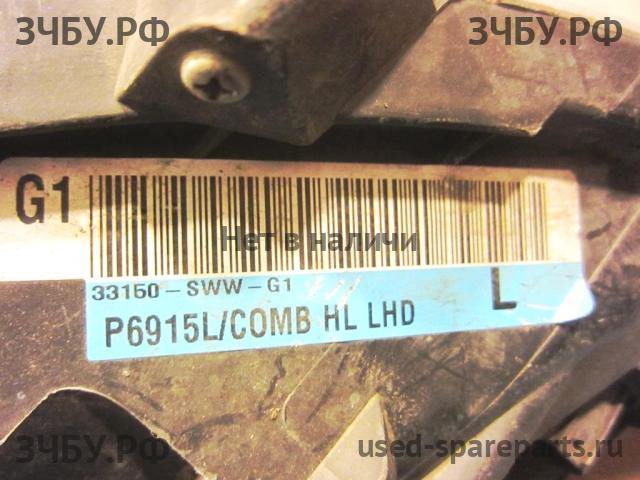 ЗЧБУ.РФ ЗЧБУ.РФ
G1
Нет в наличи
33150-SWW-G1
L
P6915L/COMB HL LHD
ЗЧБУ.РФ used-spareparts.ru